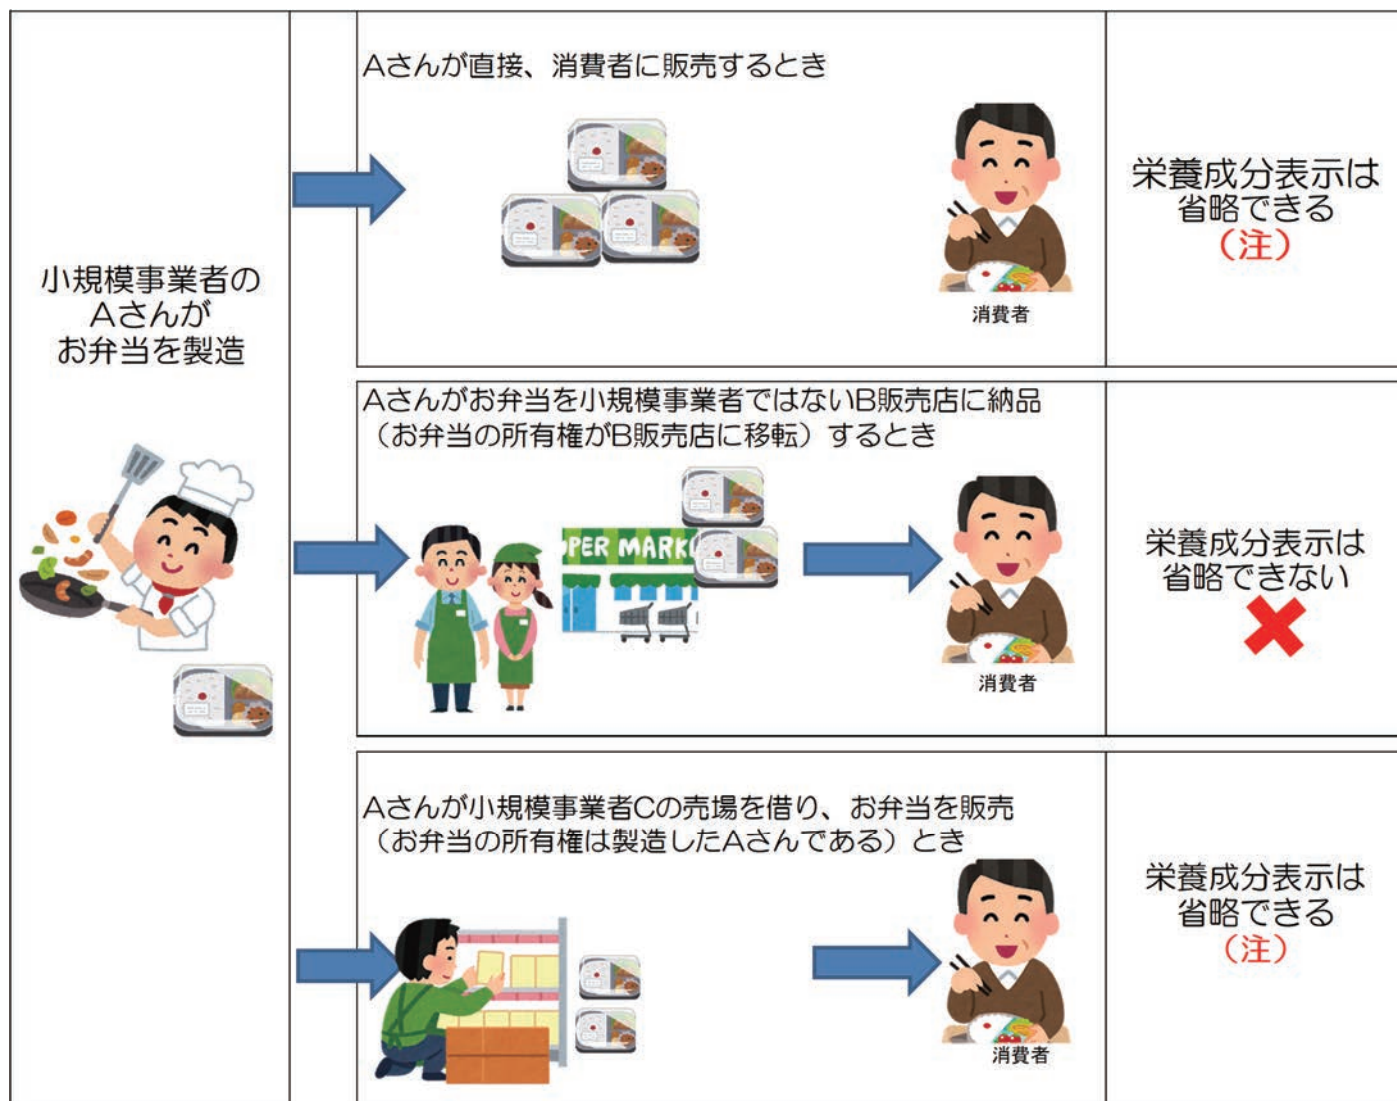 小規模事業者の
Aさんが
お弁当を製造
Aさんが直接、消費者に販売するとき
消費者
栄養成分表示は
省略できる
（注）
Aさんがお弁当を小規模事業者ではないB販売店に納品
（お弁当の所有権がB販売店に移転）するとき
PER MARK
消費者
栄養成分表示は
省略できない
Aさんが小規模事業者Cの売場を借り、お弁当を販売
（お弁当の所有権は製造したAさんである）とき
消費者
栄養成分表示は
省略できる
（注）